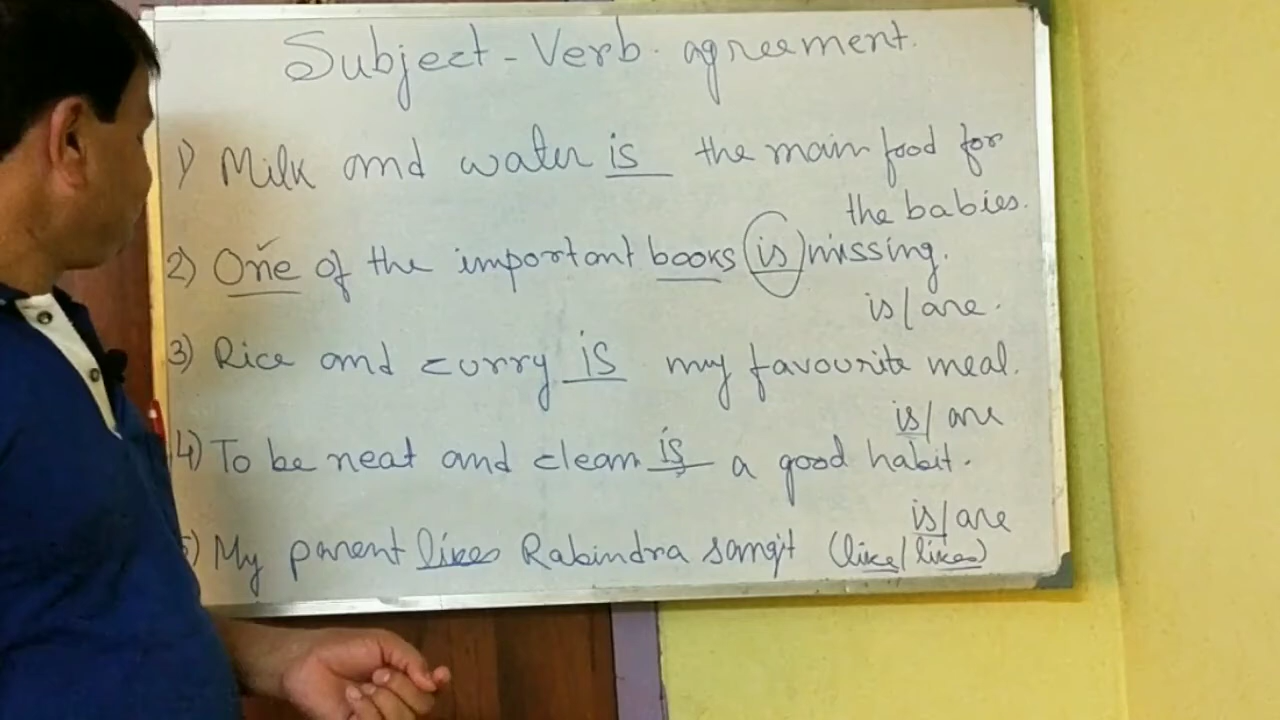 Subject - Verb. agreement.
1) Milk and water is the main food for
the babies.
2) One of the important books is missing.
is/are.
3) Rice and curry is my favourite meal.
is/are
4) To be neat and clean is a good habit.
is/are
5) My parent likes Rabindra sangit (like/likes)